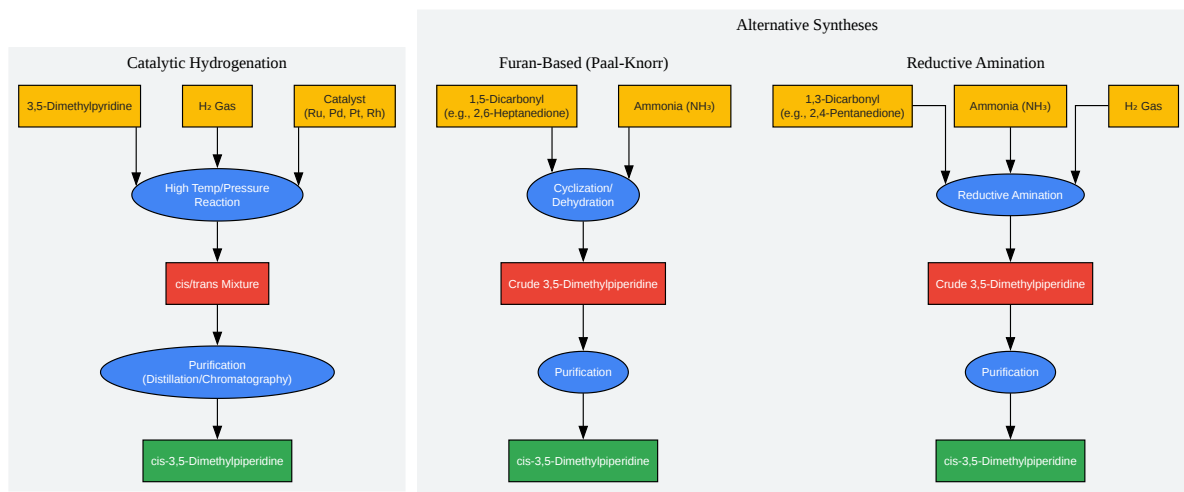 Alternative Syntheses
Catalytic Hydrogenation
Furan-Based (Paal-Knorr)
Reductive Amination
3,5-Dimethylpyridine
H₂ Gas
Catalyst
(Ru, Pd, Pt, Rh)
1,5-Dicarbonyl
(e.g., 2,6-Heptanedione)
Ammonia (NH₃)
1,3-Dicarbonyl
(e.g., 2,4-Pentanedione)
Ammonia (NH₃)
H₂ Gas
High Temp/Pressure
Reaction
Cyclization/
Dehydration
Reductive Amination
cis/trans Mixture
Crude 3,5-Dimethylpiperidine
Crude 3,5-Dimethylpiperidine
Purification
(Distillation/Chromatography)
Purification
Purification
cis-3,5-Dimethylpiperidine
cis-3,5-Dimethylpiperidine
cis-3,5-Dimethylpiperidine